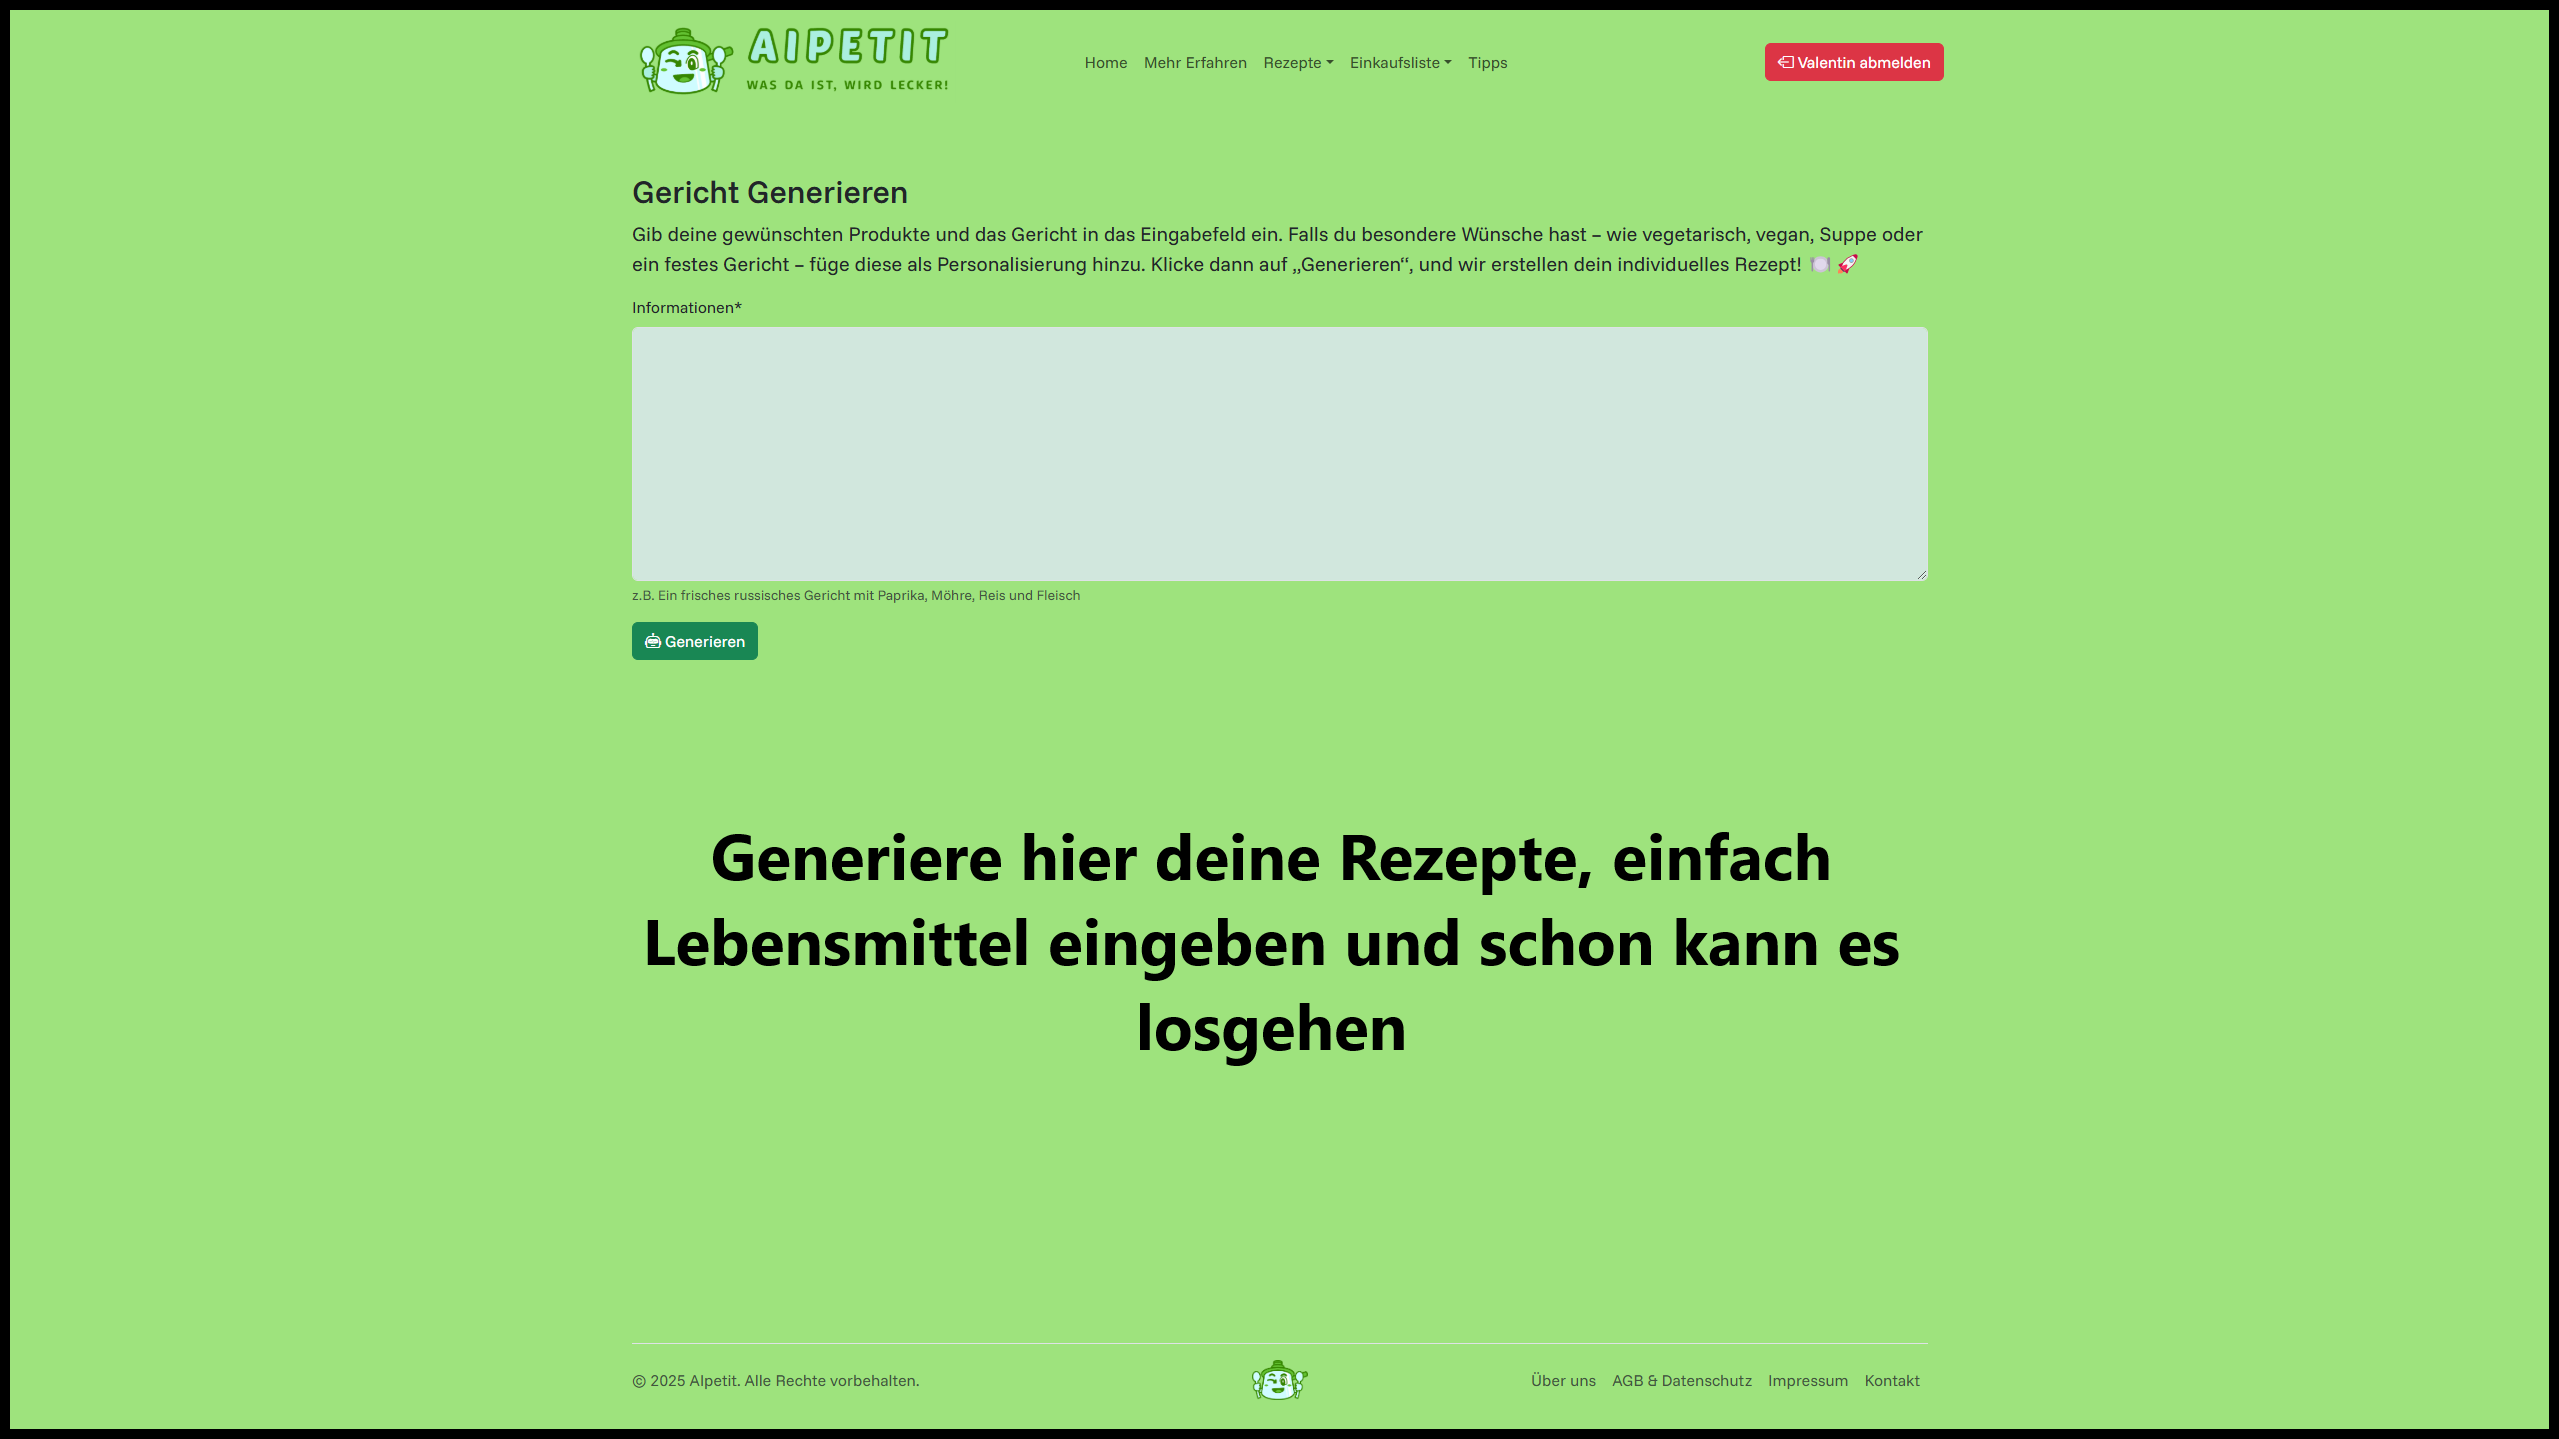 AIPETIT
WAS DA IST, WIRD LECKER!
Home Mehr Erfahren Rezepte Einkaufsliste Tipps
Valentin abmelden
Gericht Generieren
Gib deine gewünschten Produkte und das Gericht in das Eingabefeld ein. Falls du besondere Wünsche hast – wie vegetarisch, vegan, Suppe oder
ein festes Gericht – füge diese als Personalisierung hinzu. Klicke dann auf „Generieren“, und wir erstellen dein individuelles Rezept! 🍽️ 🚀
Informationen*
z.B. Ein frisches russisches Gericht mit Paprika, Möhre, Reis und Fleisch
Generieren
Generiere hier deine Rezepte, einfach
Lebensmittel eingeben und schon kann es
losgehen
© 2025 AIpetit. Alle Rechte vorbehalten.
Über uns AGB & Datenschutz Impressum Kontakt